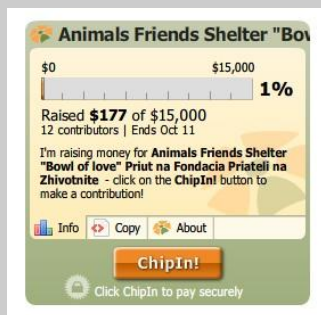 Animals Friends Shelter "Bow
$0 $15,000
1%
Raised $177 of $15,000
12 contributors | Ends Oct 11
I'm raising money for Animals Friends Shelter
"Bowl of love" Priut na Fondacia Priateli na
Zhivotnite - click on the ChipIn! button to
make a contribution!
Info Copy About
ChipIn!
Click ChipIn to pay securely